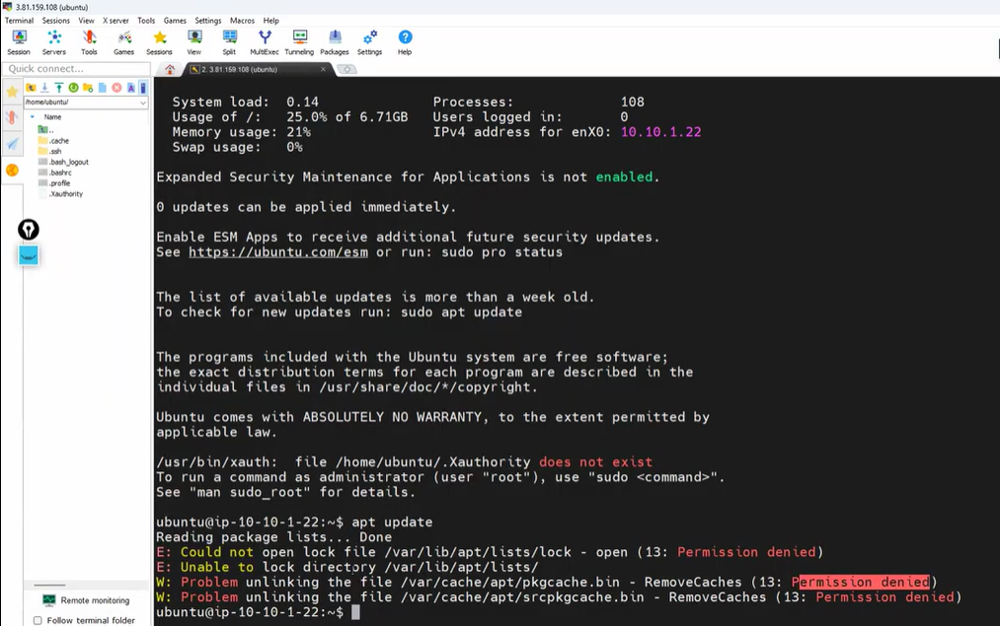 3.81.159.108 (ubuntu)
Terminal Sessions View X server Tools Games Settings Macros Help
Session Servers Tools Games Sessions View Split MultiExec Tunneling Packages Settings Help
Quick connect...
2. 3.81.159.108 (ubuntu)
/home/ubuntu/
Name
..
.cache
.ssh
.bash_logout
.bashrc
.profile
.Xauthority
Remote monitoring
Follow terminal folder
System load: 0.14 Processes: 108
Usage of /: 25.0% of 6.71GB Users logged in: 0
Memory usage: 21% IPv4 address for enX0: 10.10.1.22
Swap usage: 0%
Expanded Security Maintenance for Applications is not enabled.
0 updates can be applied immediately.
Enable ESM Apps to receive additional future security updates.
See https://ubuntu.com/esm or run: sudo pro status
The list of available updates is more than a week old.
To check for new updates run: sudo apt update
The programs included with the Ubuntu system are free software;
the exact distribution terms for each program are described in the
individual files in /usr/share/doc/*/copyright.
Ubuntu comes with ABSOLUTELY NO WARRANTY, to the extent permitted by
applicable law.
/usr/bin/xauth: file /home/ubuntu/.Xauthority does not exist
To run a command as administrator (user "root"), use "sudo <command>".
See "man sudo_root" for details.
ubuntu@ip-10-10-1-22:~$ apt update
Reading package lists... Done
E: Could not open lock file /var/lib/apt/lists/lock - open (13: Permission denied)
E: Unable to lock directory /var/lib/apt/lists/
W: Problem unlinking the file /var/cache/apt/pkgcache.bin - RemoveCaches (13: Permission denied)
W: Problem unlinking the file /var/cache/apt/srcpkgcache.bin - RemoveCaches (13: Permission denied)
ubuntu@ip-10-10-1-22:~$